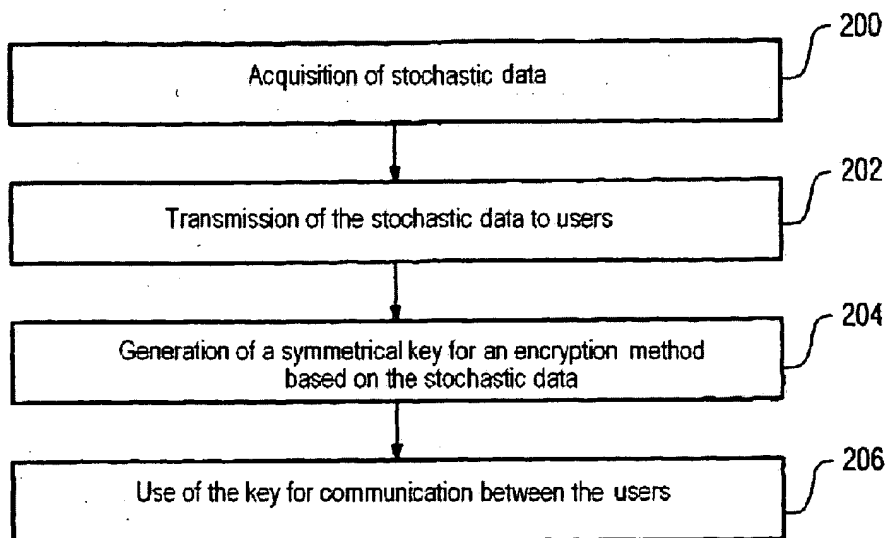 200
Acquisition of stochastic data
202
Transmission of the stochastic data to users
204
Generation of a symmetrical key for an encryption method
based on the stochastic data
206
Use of the key for communication between the users